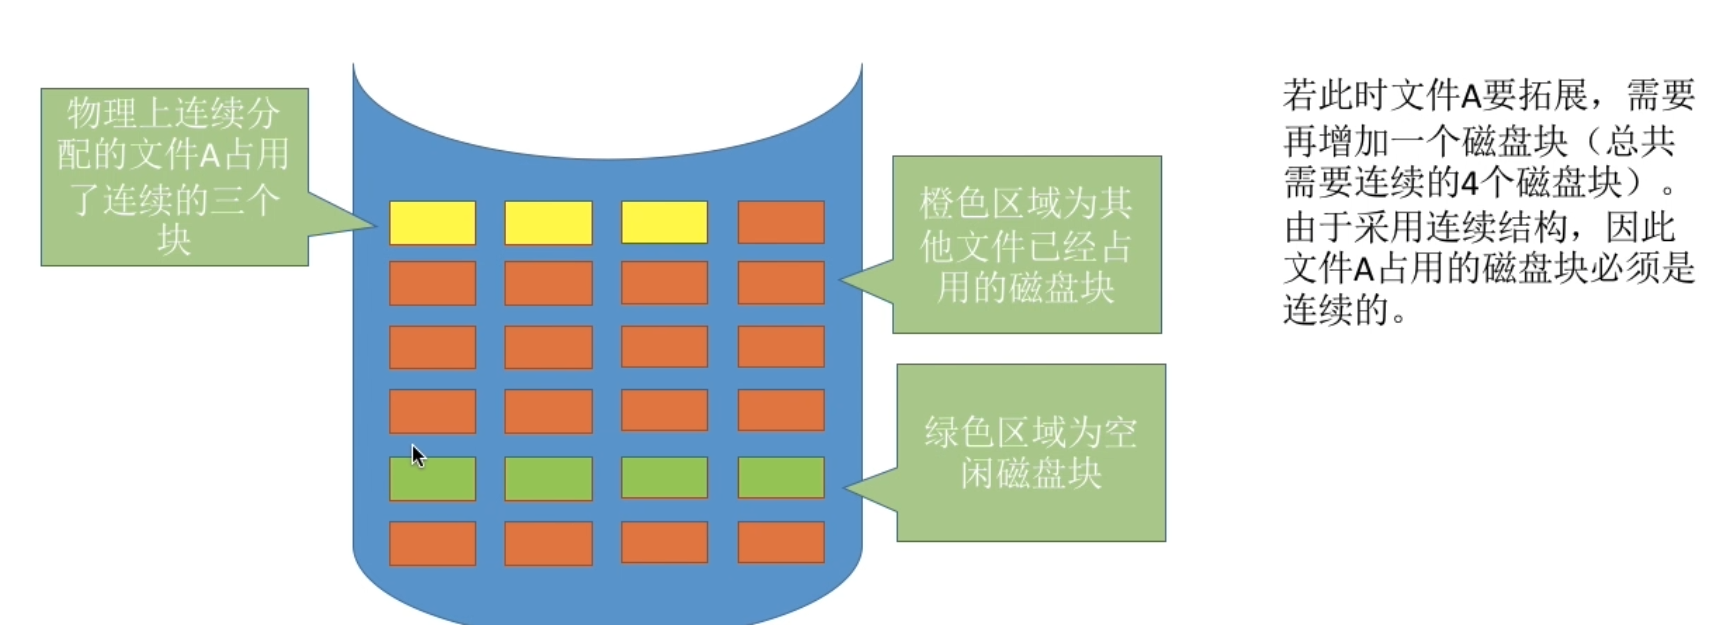 物理上连续分
配的文件A占用
了连续的三个
块
橙色区域为其
他文件已经占
用的磁盘块
绿色区域为空
闲磁盘块
若此时文件A要拓展，需要
再增加一个磁盘块（总共
需要连续的4个磁盘块）。
由于采用连续结构，因此
文件A占用的磁盘块必须是
连续的。